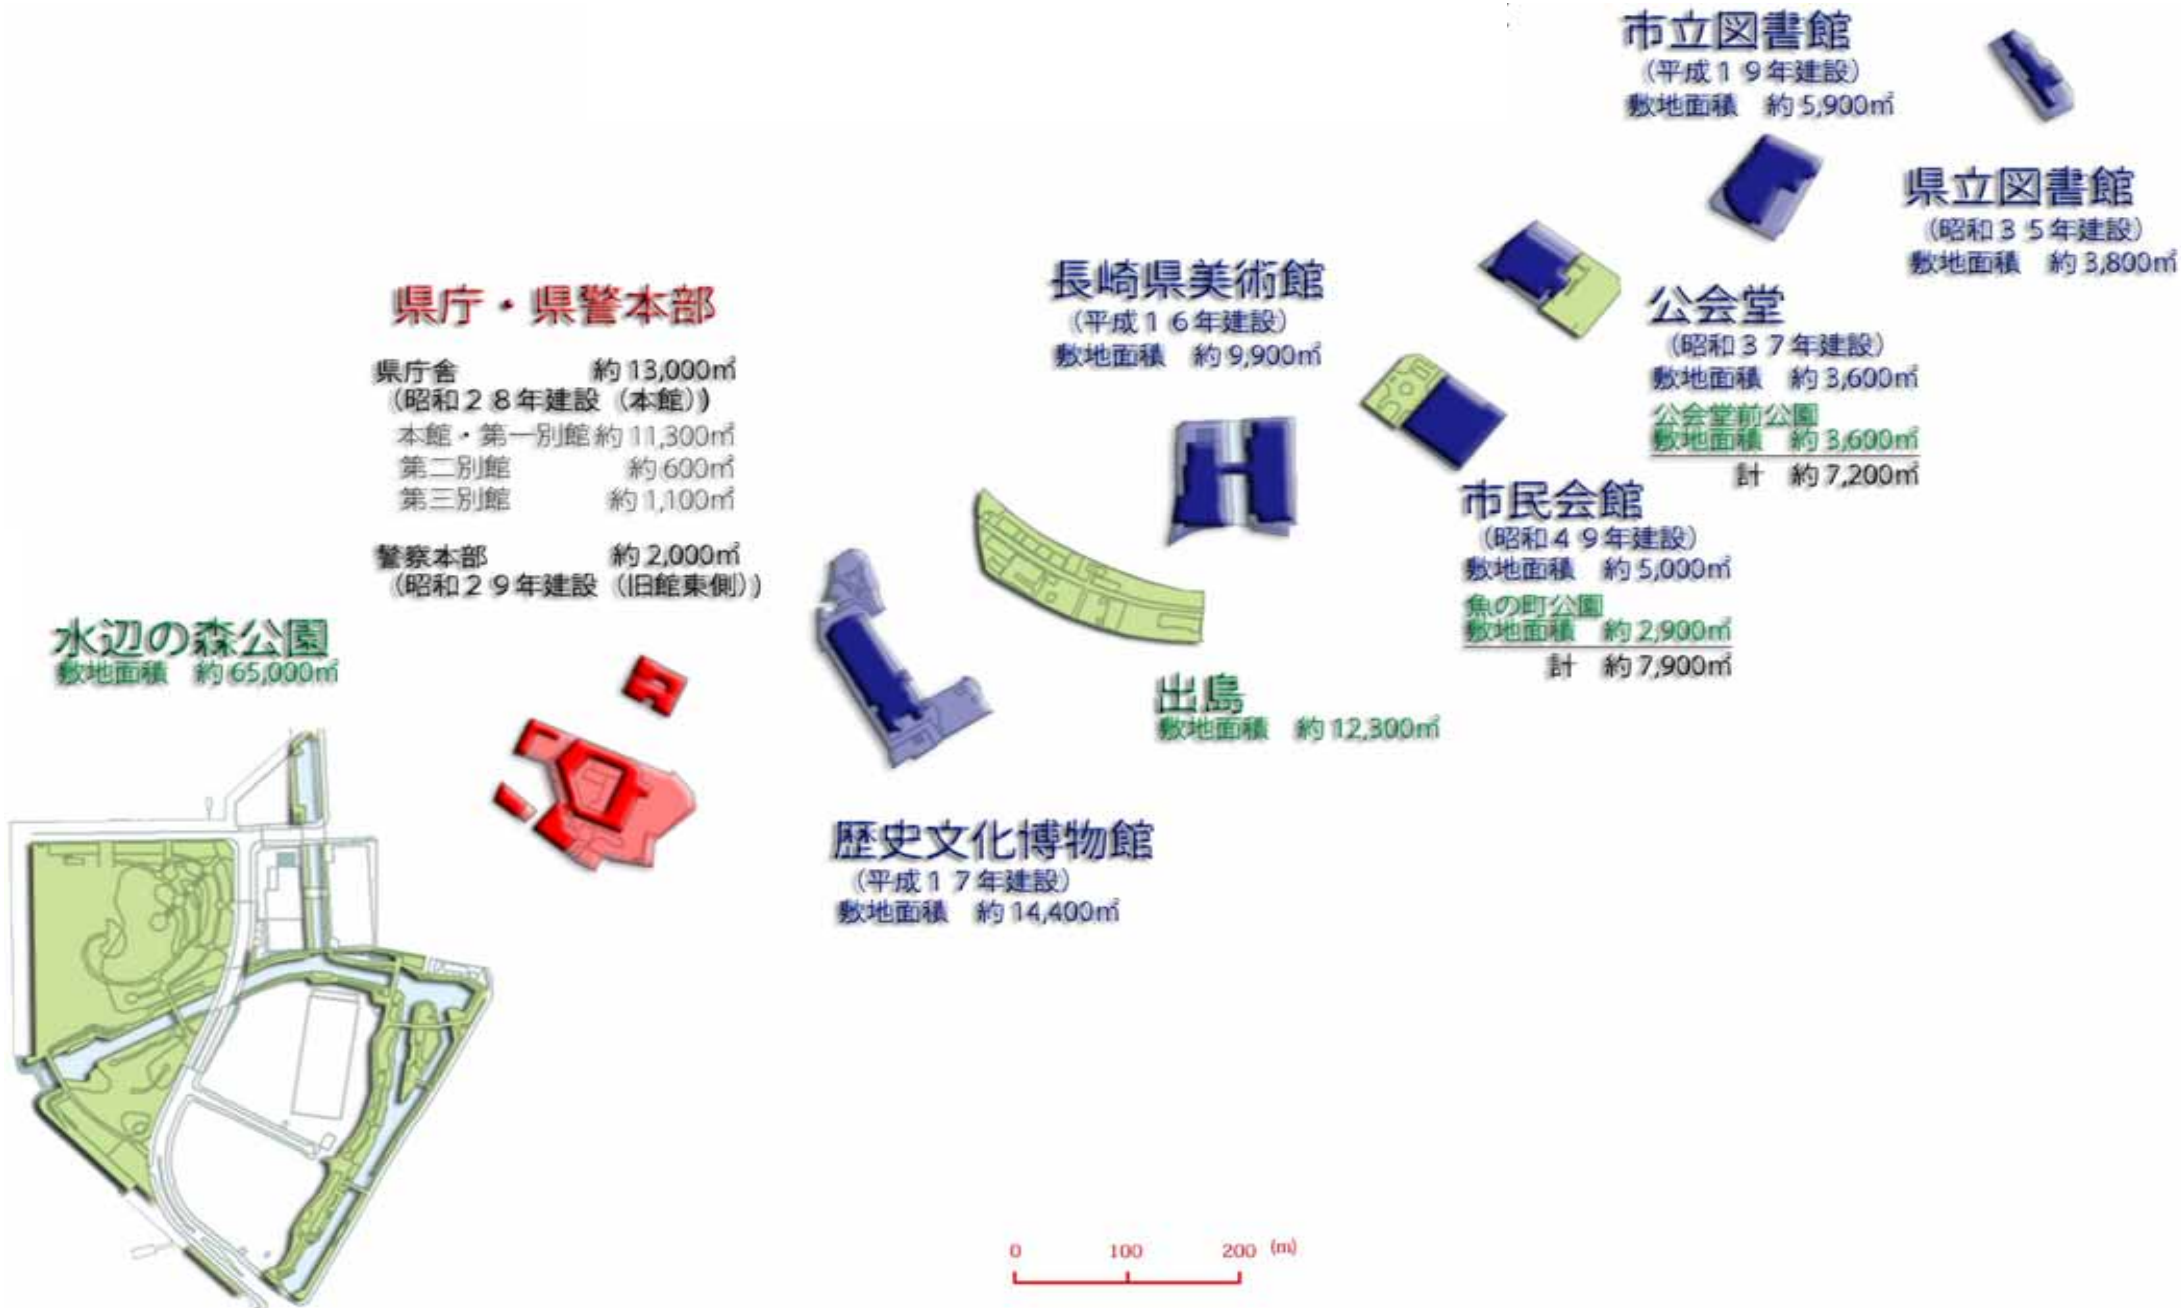 市立図書館
（平成１９年建設）
敷地面積　約5,900㎡
県立図書館
（昭和３５年建設）
敷地面積　約3,800㎡
公会堂
（昭和３７年建設）
敷地面積　約3,600㎡
公会堂前公園
敷地面積　約3,600㎡
計　約7,200㎡
長崎県美術館
（平成１６年建設）
敷地面積　約9,900㎡
市民会館
（昭和４９年建設）
敷地面積　約5,000㎡
魚の町公園
敷地面積　約2,900㎡
計　約7,900㎡
県庁・県警本部
県庁舎　約13,000㎡
（昭和２８年建設（本館））
本館・第一別館 約11,300㎡
第二別館　約600㎡
第三別館　約1,100㎡
警察本部　約2,000㎡
（昭和２９年建設（旧館東側））
水辺の森公園
敷地面積　約65,000㎡
出島
敷地面積　約12,300㎡
歴史文化博物館
（平成１７年建設）
敷地面積　約14,400㎡
0 100 200 (m)